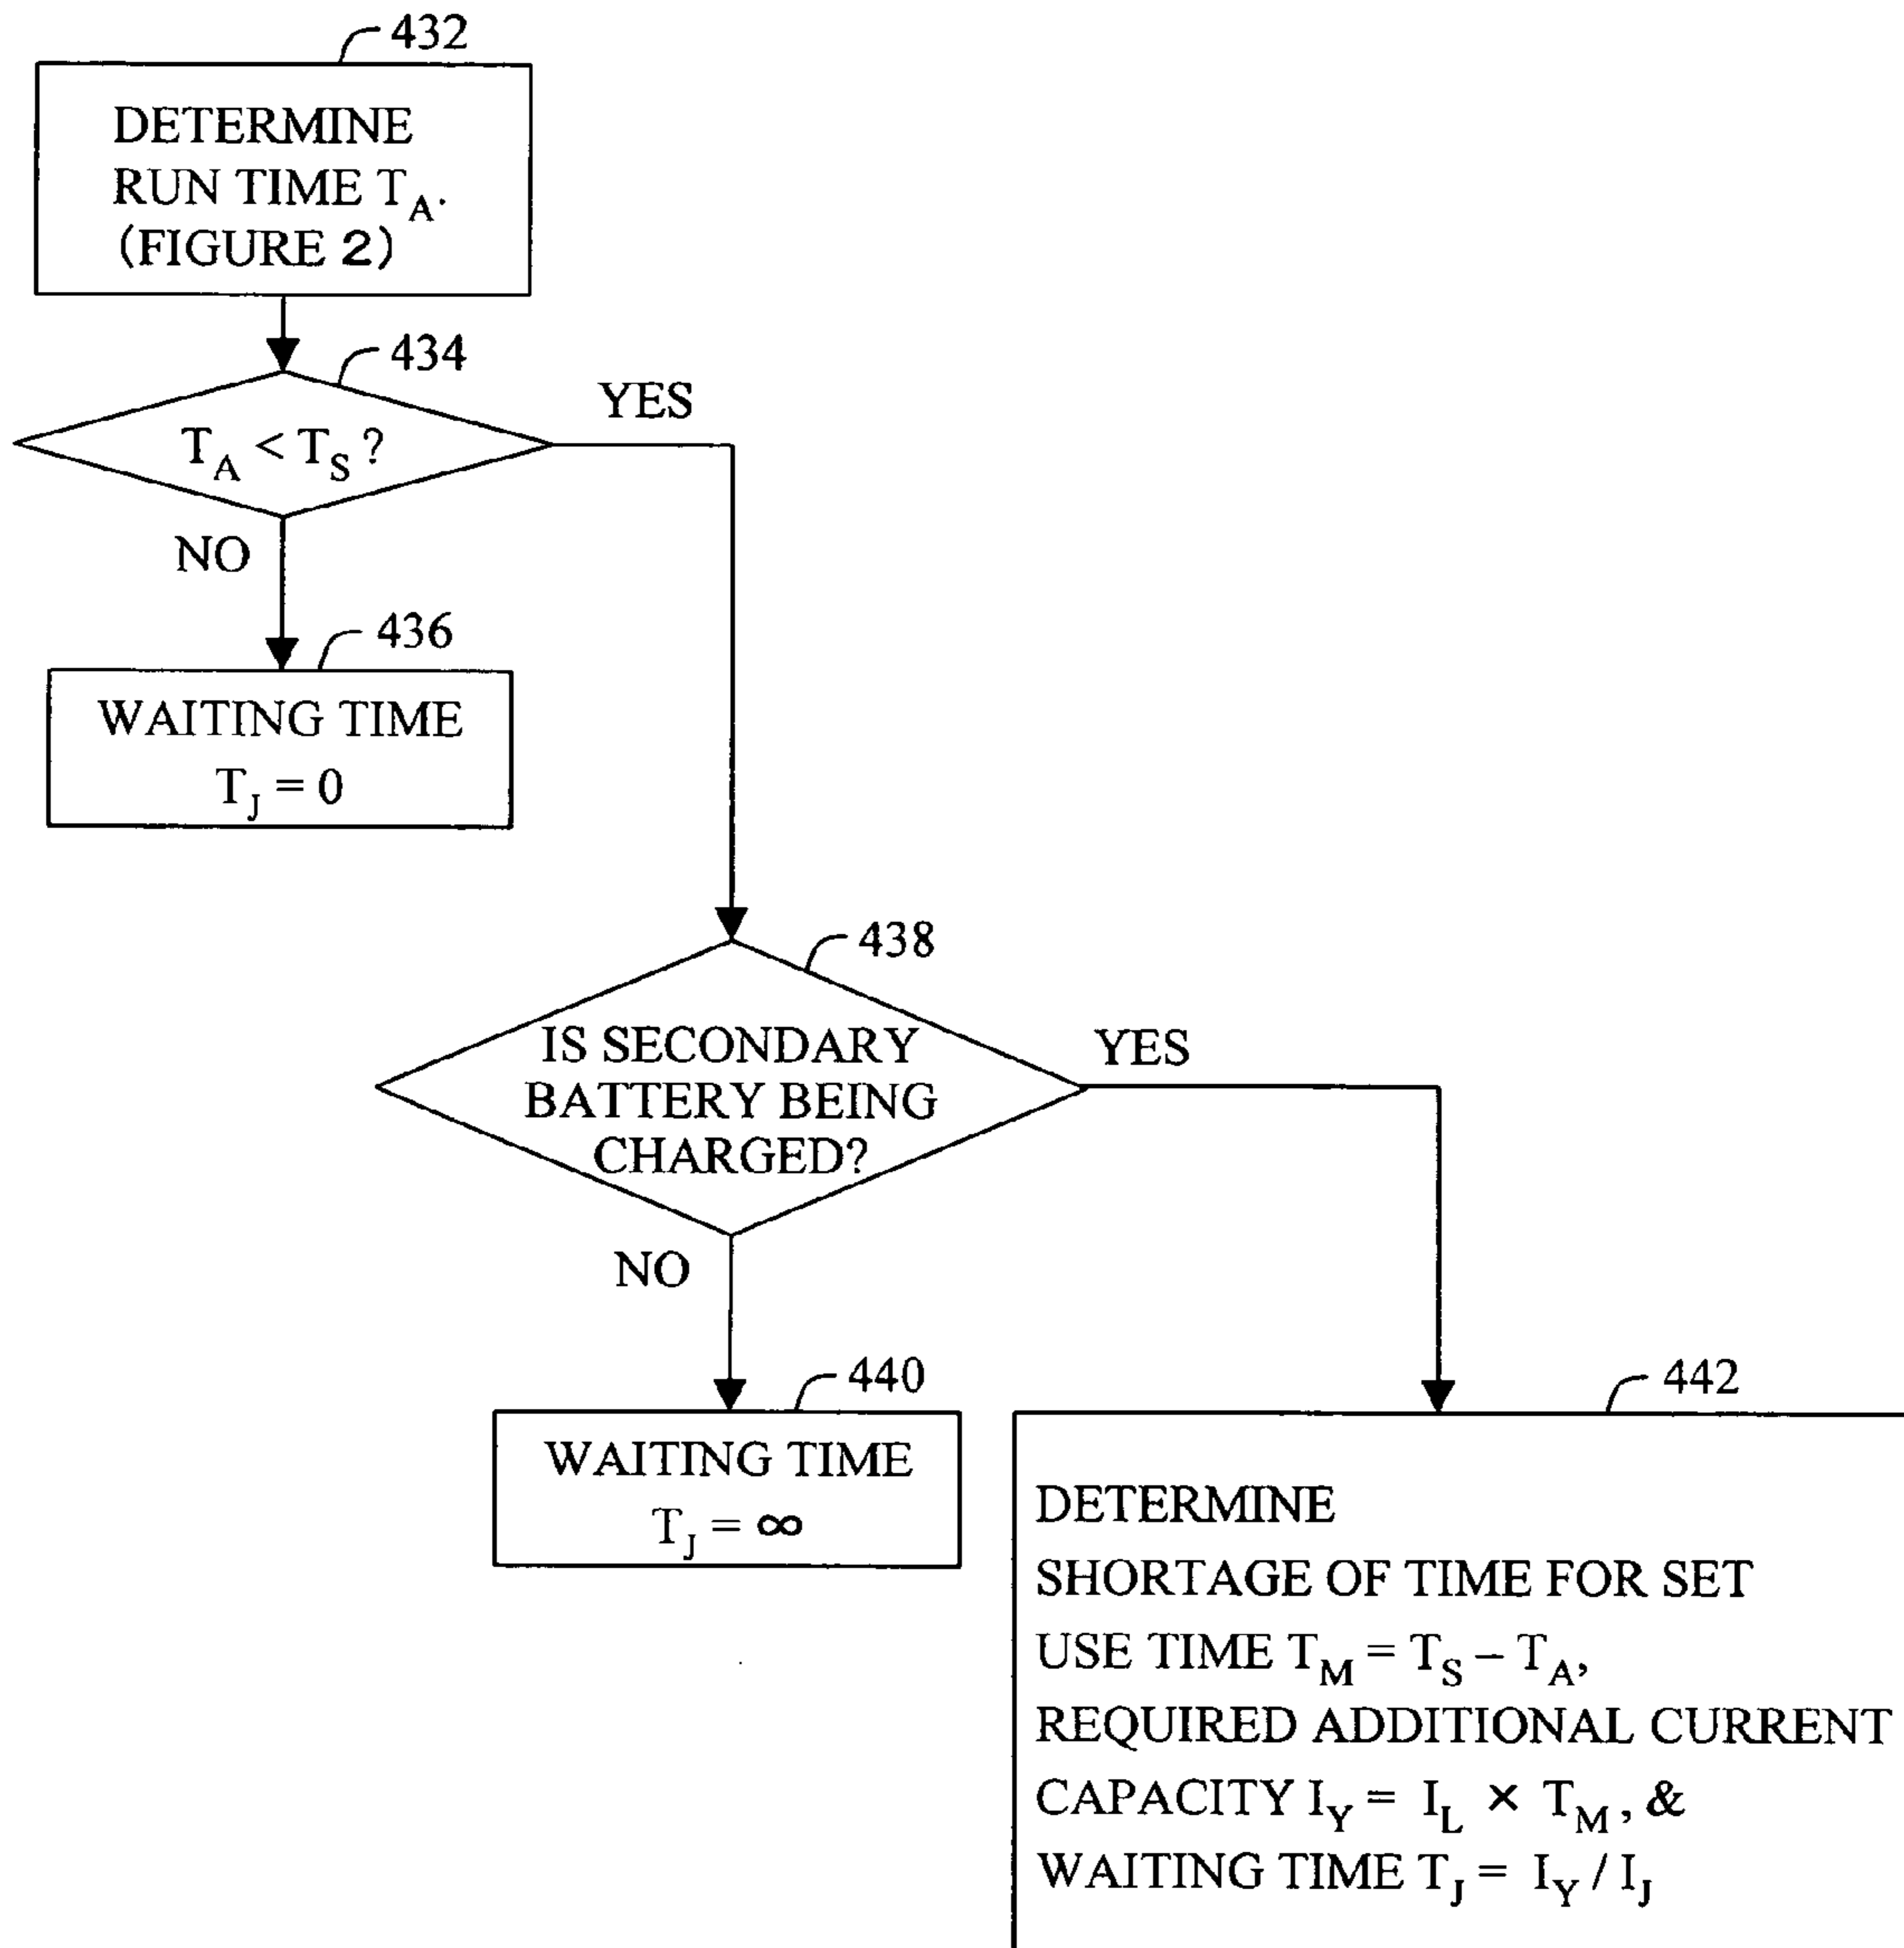 432
DETERMINE
RUN TIME T_A.
(FIGURE 2)
434
T_A < T_S ?
YES
NO
436
WAITING TIME
T_J = 0
438
IS SECONDARY
BATTERY BEING
CHARGED?
YES
NO
440
WAITING TIME
T_J = ∞
442
DETERMINE
SHORTAGE OF TIME FOR SET
USE TIME T_M = T_S – T_A,
REQUIRED ADDITIONAL CURRENT
CAPACITY I_Y = I_L × T_M, &
WAITING TIME T_J = I_Y / I_J